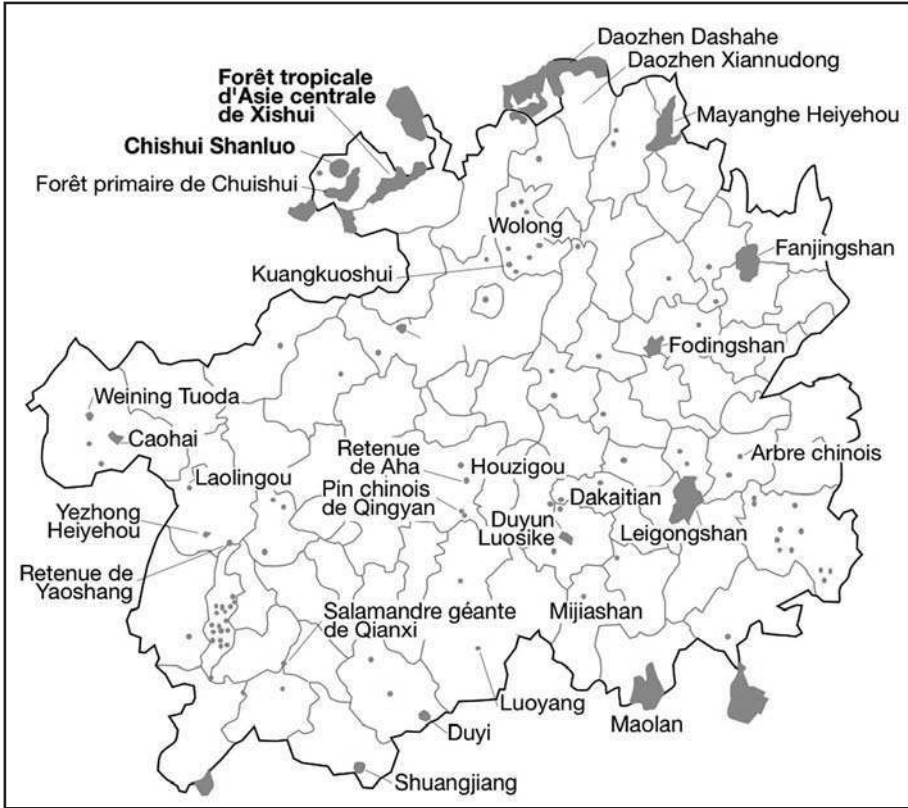 Daozhen Dashahe
Daozhen Xiannudong
Forêt tropicale
d'Asie centrale
de Xishui
Mayanghe Heiyehou
Chishui Shanluo
Forêt primaire de Chuishui
Wolong
Fanjingshan
Kuangkuoshui
Fodingshan
Weining Tuoda
Caohai
Retenue
de Aha
Houzigou
Arbre chinois
Laolingou
Pin chinois
de Qingyan
Dakaitian
Yezhong
Heiyehou
Duyun
Luosike
Leigongshan
Retenue de
Yaoshang
Salamandre géante
de Qianxi
Mijiashan
Luoyang
Maolan
Duyi
Shuangjiang